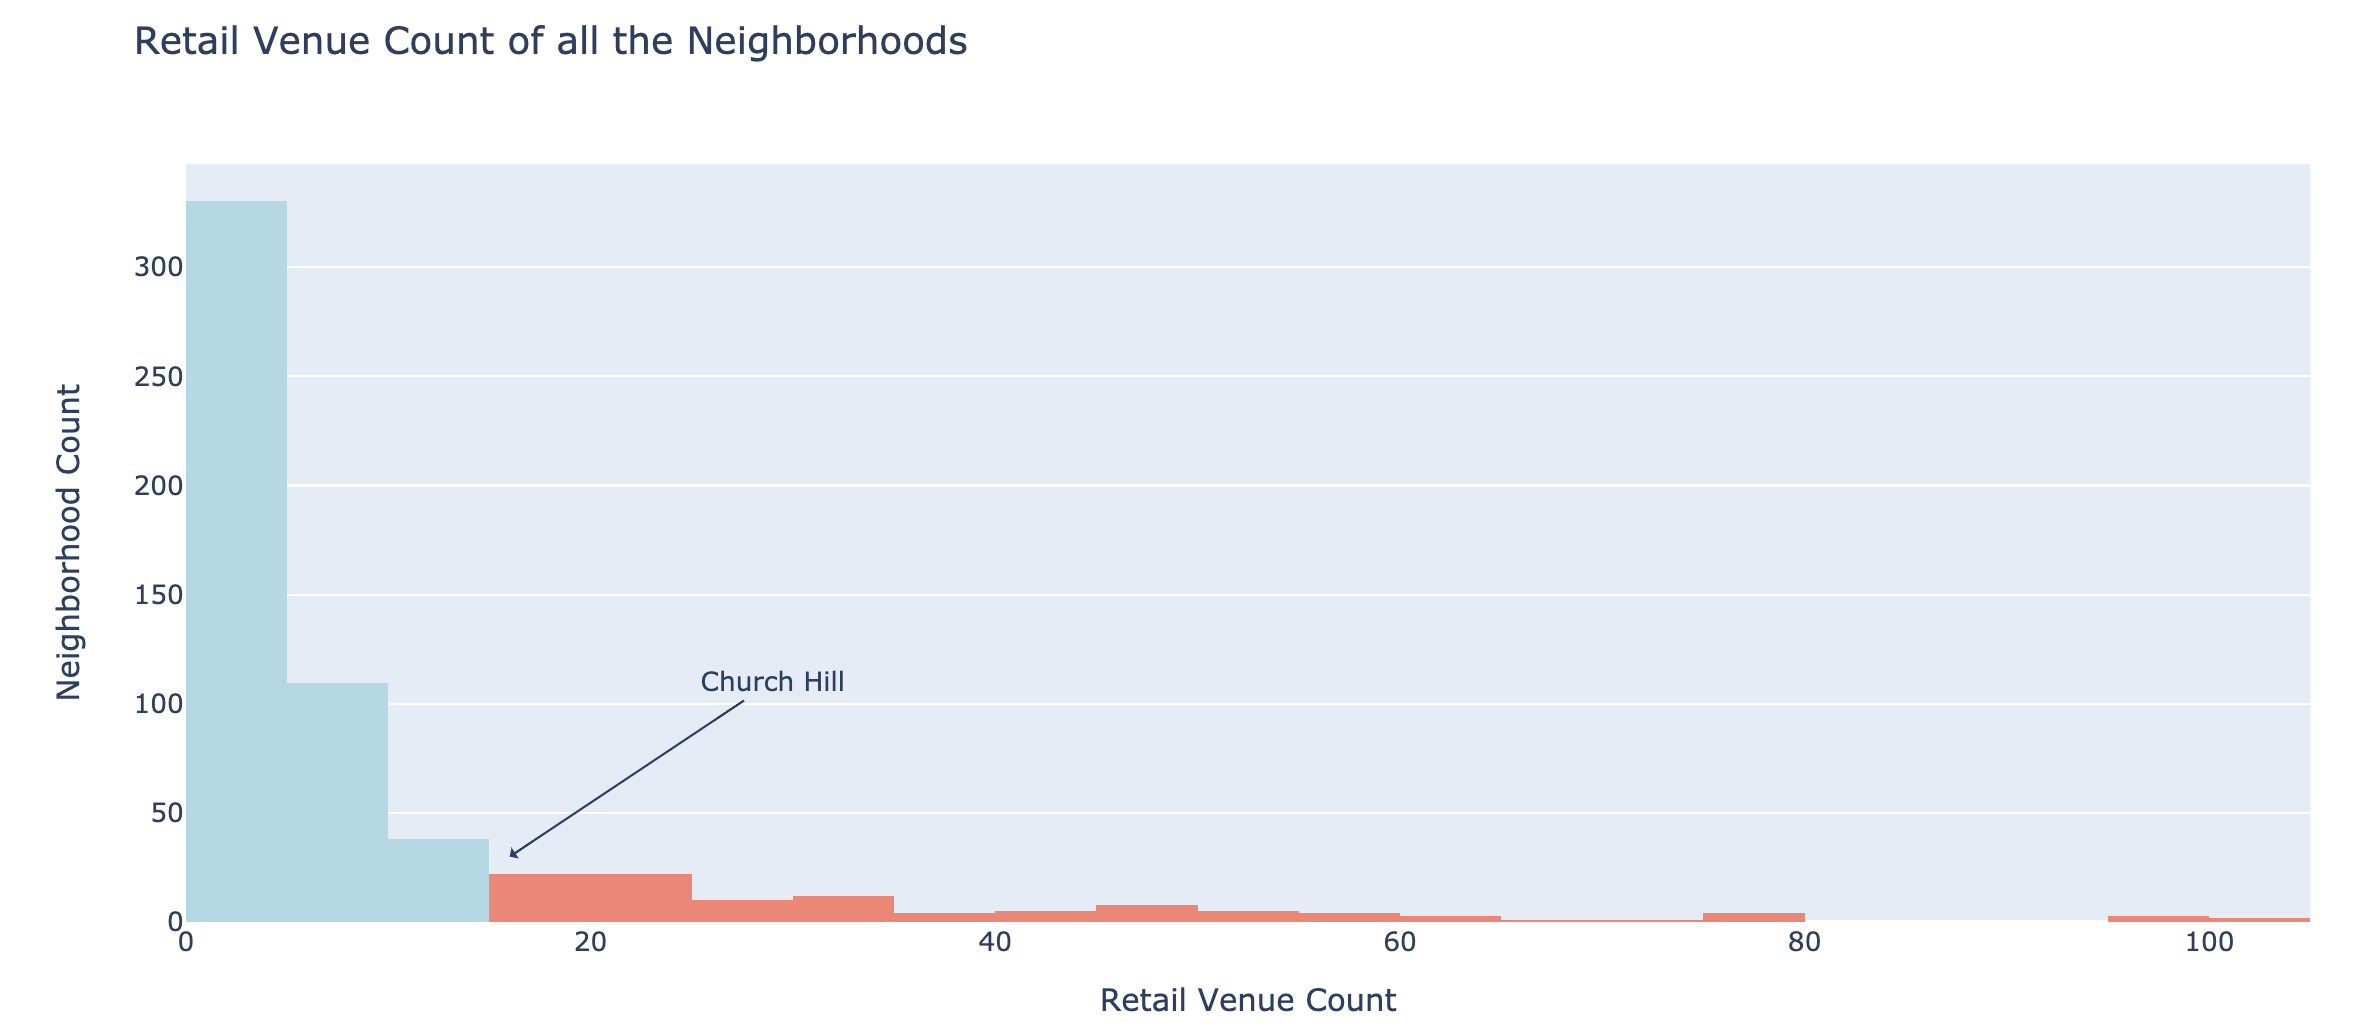 Retail Venue Count of all the Neighborhoods
Neighborhood Count
300
250
200
150
100
50
0
Church Hill
0 20 40 60 80 100
Retail Venue Count